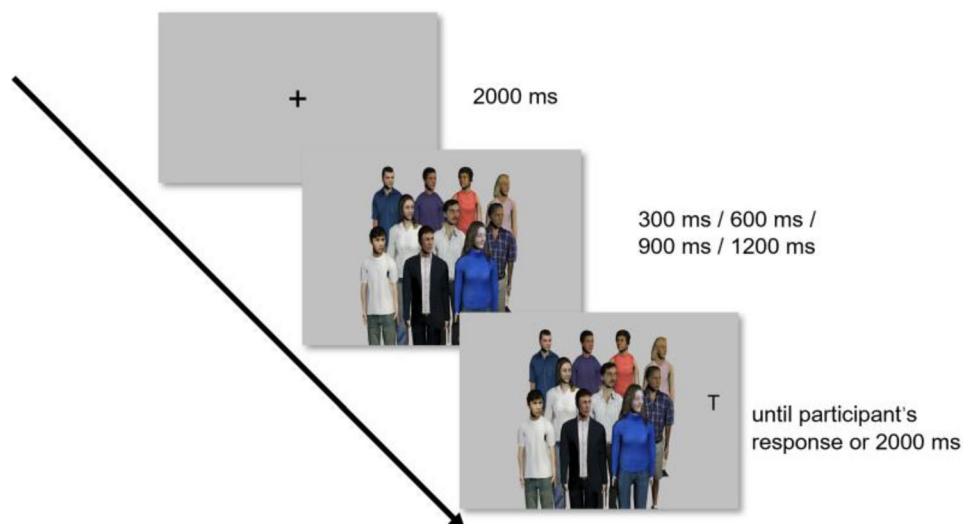 +
2000 ms
300 ms / 600 ms /
900 ms / 1200 ms
T
until participant's
response or 2000 ms